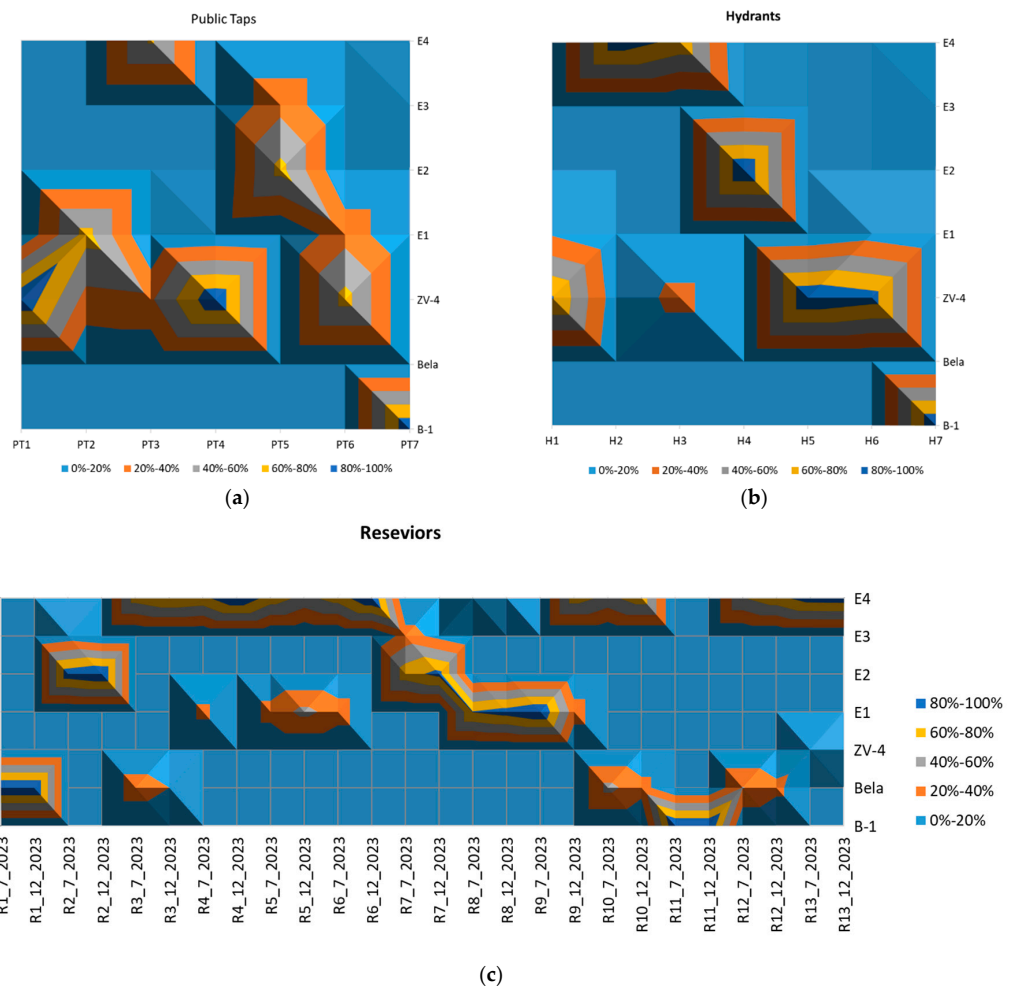 Public Taps
E4
E3
E2
E1
ZV-4
Bela
B-1
PT1 PT2 PT3 PT4 PT5 PT6 PT7
0%-20% 20%-40% 40%-60% 60%-80% 80%-100%
(a)
Hydrants
E4
E3
E2
E1
ZV-4
Bela
B-1
H1 H2 H3 H4 H5 H6 H7
0%-20% 20%-40% 40%-60% 60%-80% 80%-100%
(b)
Reseviors
E4
E3
E2
E1
ZV-4
Bela
B-1
80%-100%
60%-80%
40%-60%
20%-40%
0%-20%
R1_7_2023
R1_12_2023
R2_7_2023
R2_12_2023
R3_7_2023
R3_12_2023
R4_7_2023
R4_12_2023
R5_7_2023
R5_12_2023
R6_7_2023
R6_12_2023
R7_7_2023
R7_12_2023
R8_7_2023
R8_12_2023
R9_7_2023
R9_12_2023
R10_7_2023
R10_12_2023
R11_7_2023
R11_12_2023
R12_7_2023
R12_12_2023
R13_7_2023
R13_12_2023
(c)